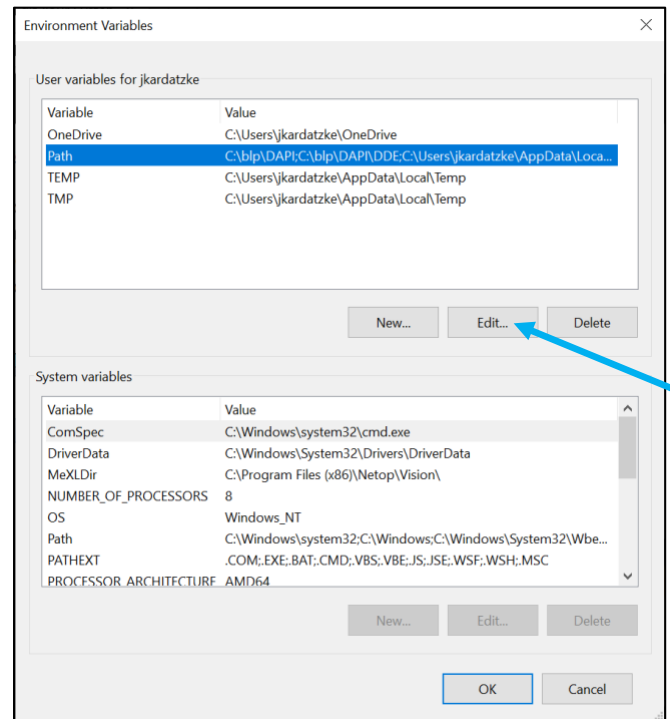 Environment Variables
User variables for jkardatzke
Variable Value
OneDrive C:\Users\jkardatzke\OneDrive
Path C:\blp\DAPI;C:\blp\DAPI\DDE;C:\Users\jkardatzke\AppData\Loca...
TEMP C:\Users\jkardatzke\AppData\Local\Temp
TMP C:\Users\jkardatzke\AppData\Local\Temp
New... Edit... Delete
System variables
Variable Value
ComSpec C:\Windows\system32\cmd.exe
DriverData C:\Windows\System32\Drivers\DriverData
MeXLDir C:\Program Files (x86)\Netop\Vision\
NUMBER_OF_PROCESSORS 8
OS Windows_NT
Path C:\Windows\system32;C:\Windows;C:\Windows\System32\Wbe...
PATHEXT .COM;.EXE;.BAT;.CMD;.VBS;.VBE;.JS;.JSE;.WSF;.WSH;.MSC
PROCESSOR_ARCHITECTURE AMD64
New... Edit... Delete
OK Cancel